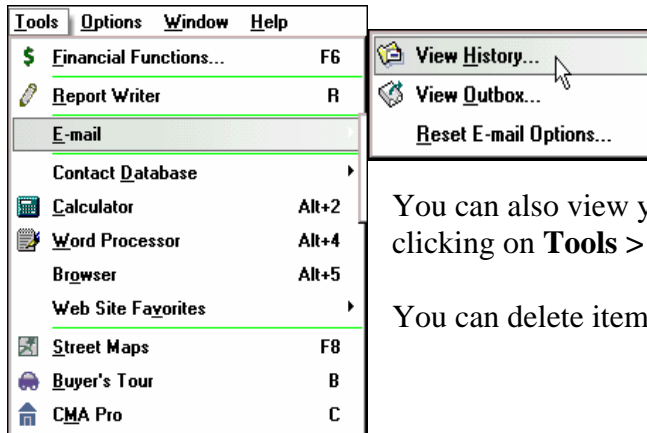 Tools Options Window Help
$ Financial Functions... F6
Report Writer R
E-mail
Contact Database
Calculator Alt+2
Word Processor Alt+4
Browser Alt+5
Web Site Favorites
Street Maps F8
Buyer's Tour B
CMA Pro C
View History...
View Outbox...
Reset E-mail Options...
You can also view
clicking on Tools >
You can delete item